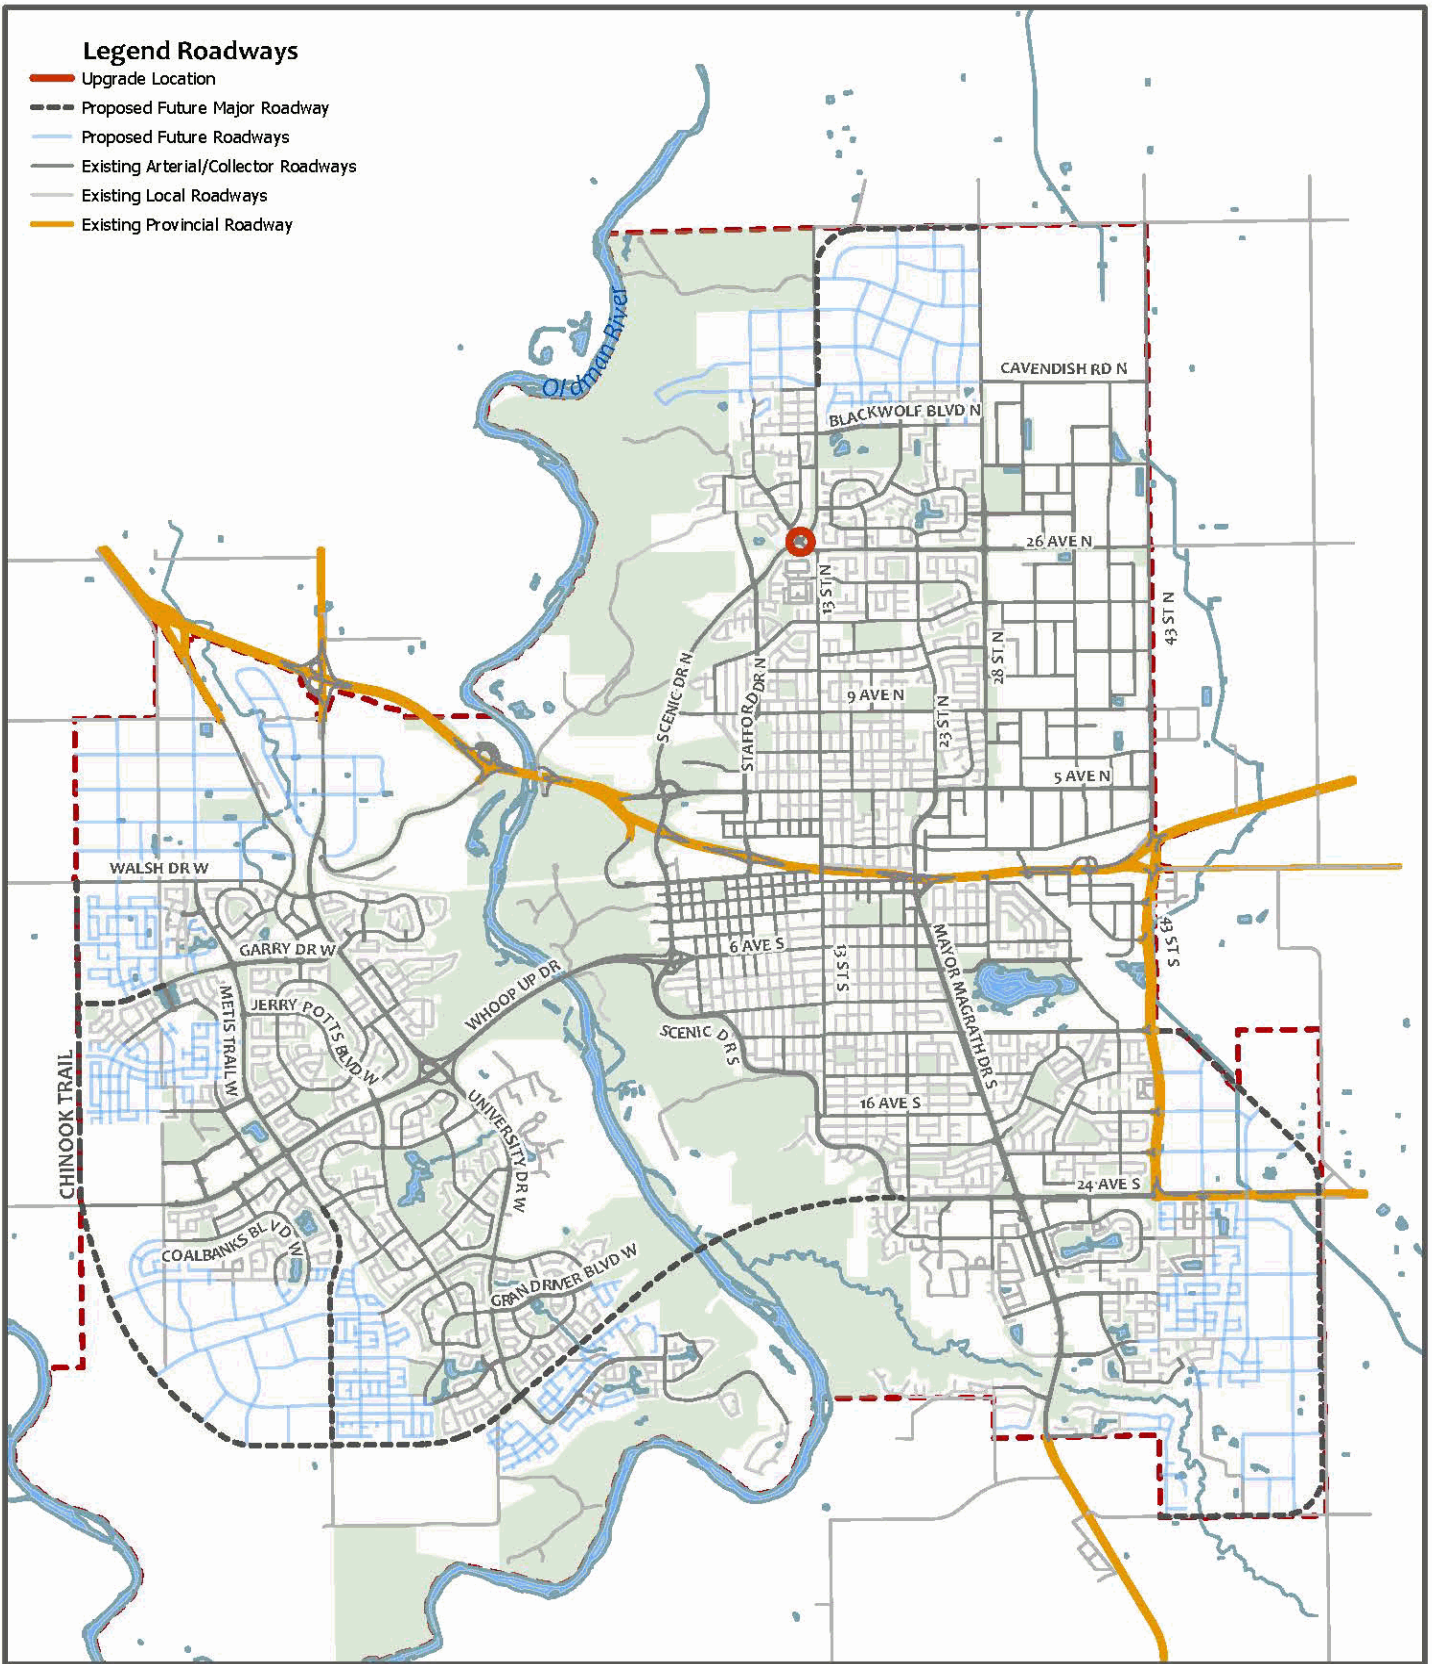 Legend Roadways
Upgrade Location
Proposed Future Major Roadway
Proposed Future Roadways
Existing Arterial/Collector Roadways
Existing Local Roadways
Existing Provincial Roadway
Oldman River
CAVENDISH RD N
BLACKWOLF BLVD N
26 AVE N
13 ST N
43 ST N
28 ST N
SCENIC DR N
STAFFORD DR N
9 AVE N
23 ST N
5 AVE N
WALSH DR W
GARRY DR W
6 AVE S
13 ST S
MAYOR MAGRATH DR S
43 ST S
WHOOP UP DR
METIS TRAIL W
JERRY POTTS BLVD W
SCENIC DR S
CHINOOK TRAIL
UNIVERSITY DR W
16 AVE S
24 AVE S
COALBANKS BLVD W
GRANDRIVER BLVD W